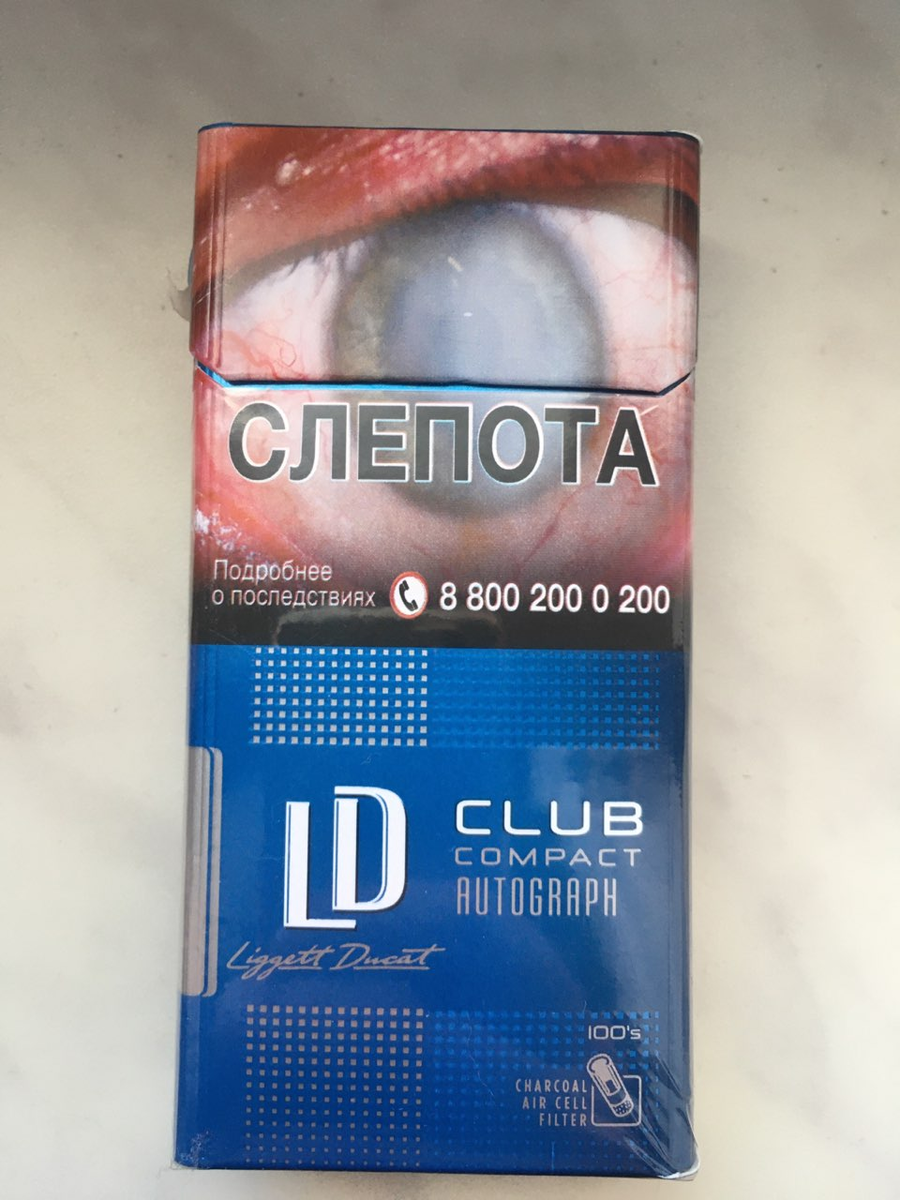 СЛЕПОТА
Подробнее
о последствиях 8 800 200 0 200
LD
CLUB
COMPACT
AUTOGRAPH
Liggett Ducat
100's
CHARCOAL
AIR CELL
FILTER